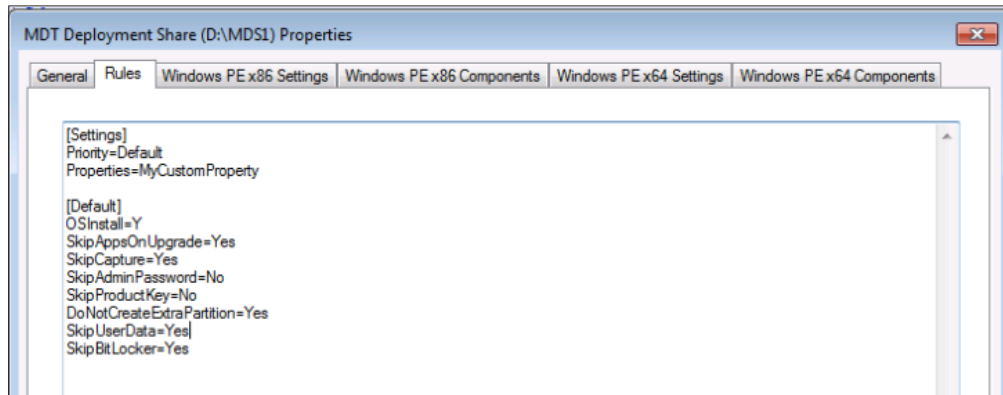 MDT Deployment Share (D:\MDS1) Properties
General Rules Windows PE x86 Settings Windows PE x86 Components Windows PE x64 Settings Windows PE x64 Components
[Settings]
Priority=Default
Properties=MyCustomProperty
[Default]
OSInstall=Y
SkipAppsOnUpgrade=Yes
SkipCapture=Yes
SkipAdminPassword=No
SkipProductKey=No
DoNotCreateExtraPartition=Yes
SkipUserData=Yes
SkipBitLocker=Yes